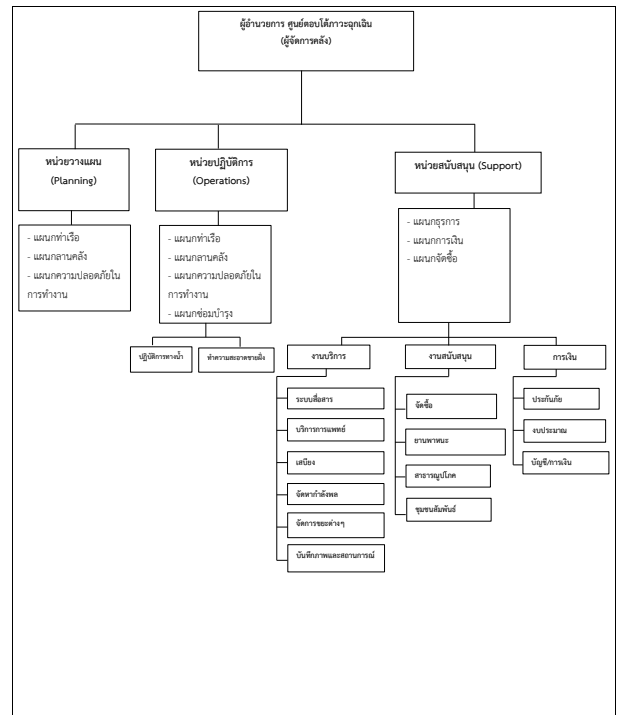 ผู้อำนวยการ ศูนย์ตอบโต้ภาวะฉุกเฉิน
(ผู้จัดการคลัง)
หน่วยวางแผน
(Planning)
- แผนกท่าเรือ
- แผนกลานคลัง
- แผนกความปลอดภัยใน
การทำงาน
หน่วยปฏิบัติการ
(Operations)
- แผนกท่าเรือ
- แผนกลานคลัง
- แผนกความปลอดภัยใน
การทำงาน
- แผนกซ่อมบำรุง
ปฏิบัติการทางน้ำ
ทำความสะอาดชายฝั่ง
หน่วยสนับสนุน (Support)
- แผนกธุรการ
- แผนกการเงิน
- แผนกจัดซื้อ
งานบริการ
ระบบสื่อสาร
บริการการแพทย์
เสบียง
จัดหากำลังพล
จัดการขยะต่างๆ
บันทึกภาพและสถานการณ์
งานสนับสนุน
จัดซื้อ
ยานพาหนะ
สาธารณูปโภค
ชุมชนสัมพันธ์
การเงิน
ประกันภัย
งบประมาณ
บัญชี/การเงิน